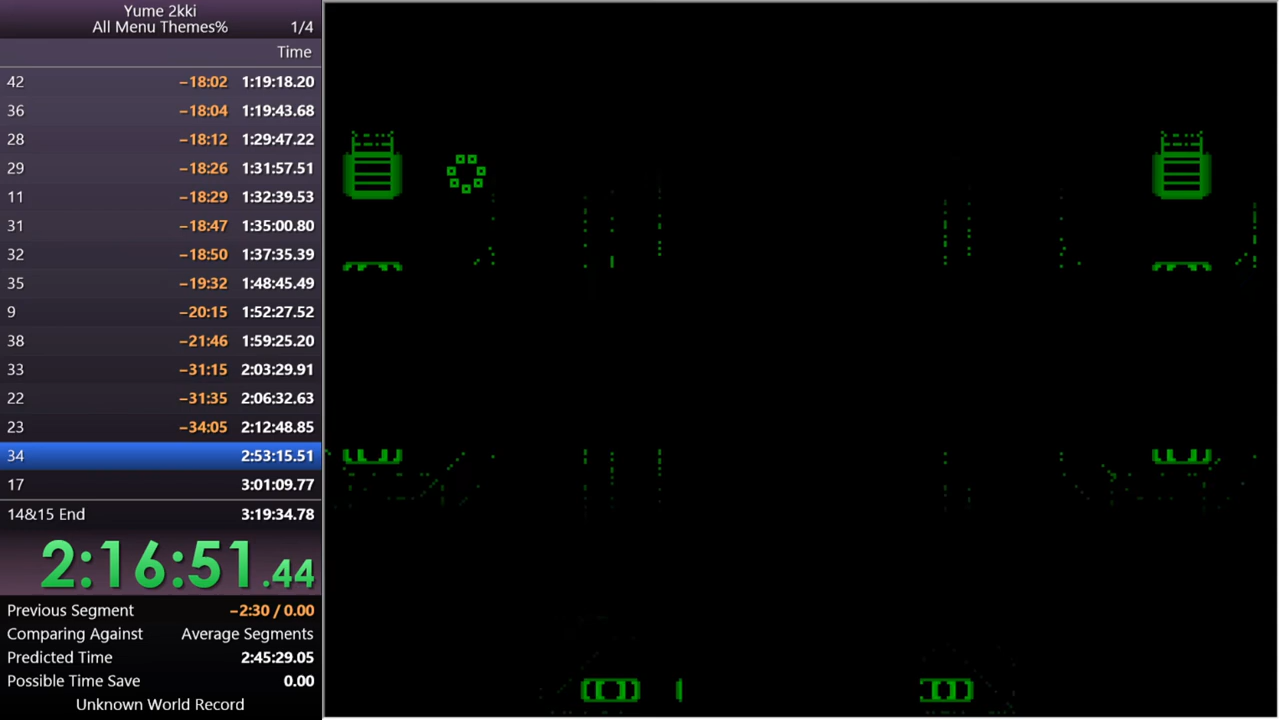 Yume 2kki
All Menu Themes% 1/4
Time
42 −18:02 1:19:18.20
36 −18:04 1:19:43.68
28 −18:12 1:29:47.22
29 −18:26 1:31:57.51
11 −18:29 1:32:39.53
31 −18:47 1:35:00.80
32 −18:50 1:37:35.39
35 −19:32 1:48:45.49
9 −20:15 1:52:27.52
38 −21:46 1:59:25.20
33 −31:15 2:03:29.91
22 −31:35 2:06:32.63
23 −34:05 2:12:48.85
34 2:53:15.51
17 3:01:09.77
14&15 End 3:19:34.78
2:16:51.44
Previous Segment −2:30 / 0.00
Comparing Against Average Segments
Predicted Time 2:45:29.05
Possible Time Save 0.00
Unknown World Record